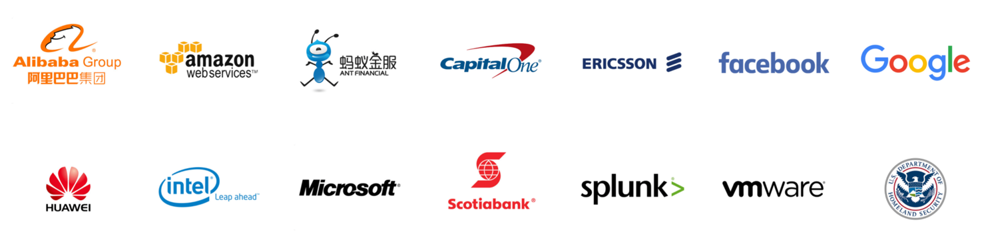 Alibaba Group
阿里巴巴集团
amazon
webservices™
蚂蚁金服
ANT FINANCIAL
CapitalOne®
ERICSSON
facebook
Google
HUAWEI
intel®
Leap ahead™
Microsoft®
Scotiabank®
splunk>®
vmware®
U.S. DEPARTMENT OF
HOMELAND SECURITY